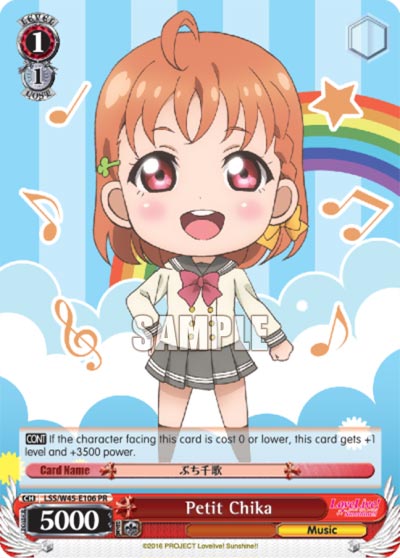 LEVEL
1
1
COST
SAMPLE
CONT If the character facing this card is cost 0 or lower, this card gets +1
level and +3500 power.
Card Name ぷち千歌
CH LSS/W45-E106 PR
Petit Chika
LoveLive!
Sunshine!!
5000
Music
©2016 PROJECT Lovelive! Sunshine!!